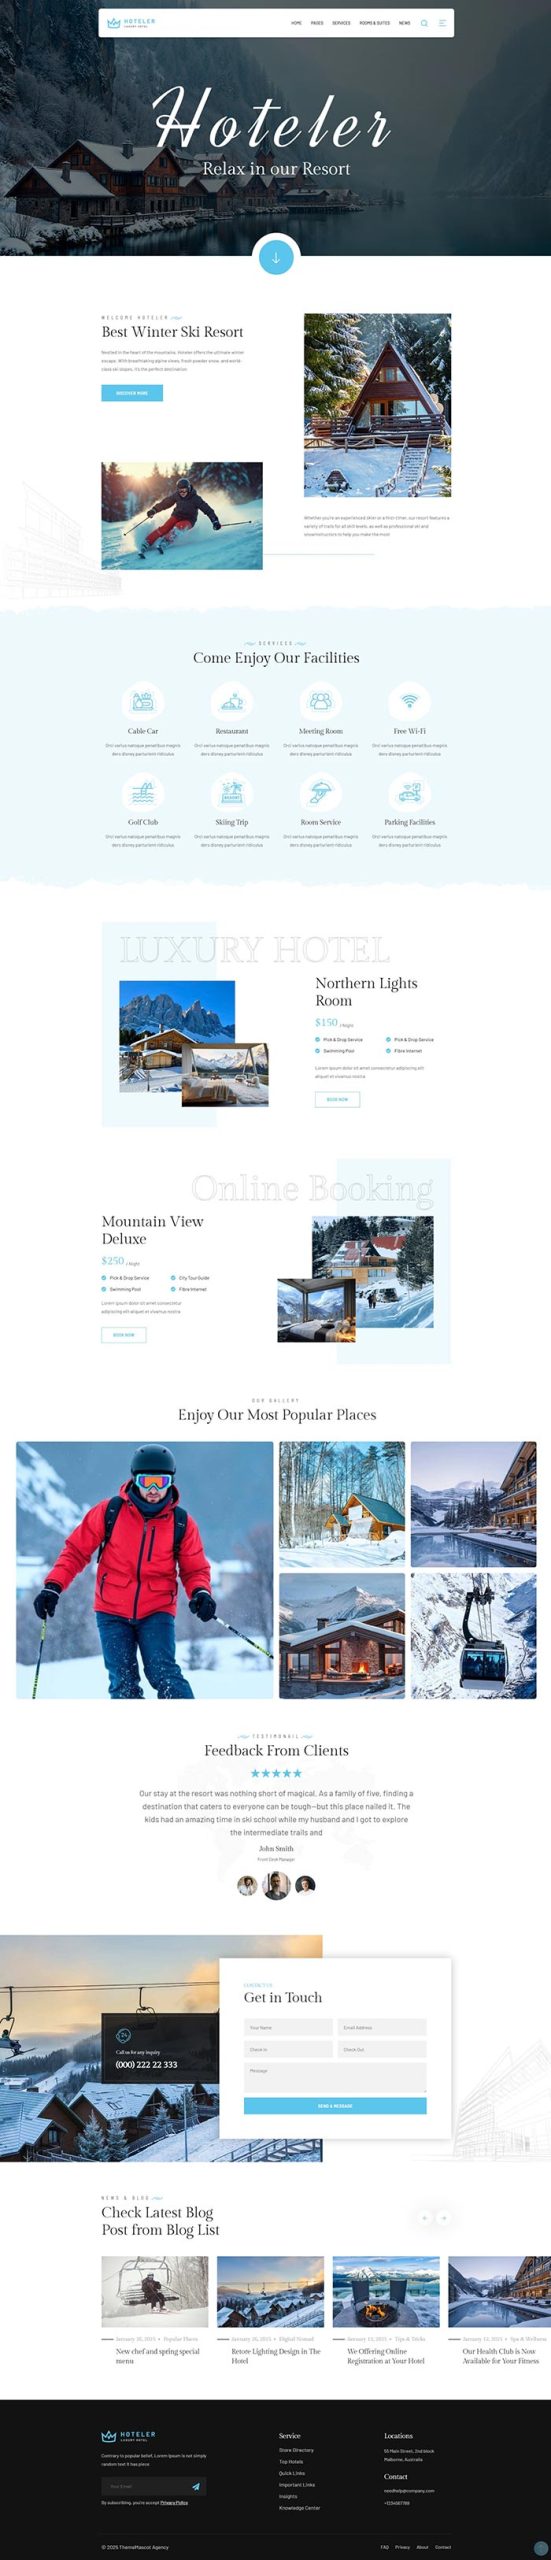 HOTELER
LUXURY HOTEL
HOME PAGES SERVICES ROOMS & SUITES NEWS
Hoteler
Relax in our Resort
WELCOME HOTELER
Best Winter Ski Resort
Nestled in the heart of the mountains, Hoteler offers the ultimate winter
escape. With breathtaking alpine views, fresh powder snow, and world-
class ski slopes, it's the perfect destination
DISCOVER MORE
Whether you're an experienced skier or a first-timer, our resort features a
variety of trails for all skill levels, as well as professional ski and
snowinstructors to help you make the most
SERVICES
Come Enjoy Our Facilities
Cable Car
Orci varius natoque penatibus magnis
ders disney parturient ridiculus
Restaurant
Orci varius natoque penatibus magnis
ders disney parturient ridiculus
Meeting Room
Orci varius natoque penatibus magnis
ders disney parturient ridiculus
Free Wi-Fi
Orci varius natoque penatibus magnis
ders disney parturient ridiculus
Golf Club
Orci varius natoque penatibus magnis
ders disney parturient ridiculus
Skiing Trip
Orci varius natoque penatibus magnis
ders disney parturient ridiculus
Room Service
Orci varius natoque penatibus magnis
ders disney parturient ridiculus
Parking Facilities
Orci varius natoque penatibus magnis
ders disney parturient ridiculus
LUXURY HOTEL
Northern Lights
Room
$150 / Night
Pick & Drop Service Pick & Drop Service
Swimming Pool Fibre Internet
Lorem ipsum dolor sit amet consectetur adipiscing elit
aliquet et vivamus nostra
BOOK NOW
Online Booking
Mountain View
Deluxe
$250 / Night
Pick & Drop Service City Tour Guide
Swimming Pool Fibre Internet
Lorem ipsum dolor sit amet consectetur
adipiscing elit aliquet et vivamus nostra
BOOK NOW
OUR GALLERY
Enjoy Our Most Popular Places
TESTIMONAIL
Feedback From Clients
Our stay at the resort was nothing short of magical. As a family of five, finding a
destination that caters to everyone can be tough—but this place nailed it. The
kids had an amazing time in ski school while my husband and I got to explore
the intermediate trails and
John Smith
Front Desk Manager
24
Call us for any inquiry
(000) 222 22 333
CONTACT US
Get in Touch
Your Name Email Address
Check In Check Out
Message
SEND A MESSAGE
NEWS & BLOG
Check Latest Blog
Post from Blog List
Popular Places
New chef and spring special
menu
Digital Nomad
Retote Lighting Design in The
Hotel
Tips & Tricks
We Offering Online
Registration at Your Hotel
Spa & Wellness
Our Health Club is Now
Available for Your Fitness
HOTELER
LUXURY HOTEL
Contrary to popular belief, Lorem Ipsum is not simply
random text It has piece
Your Email
By subscribing, you're accept Privacy Policy
Service
Store Directory
Top Hotels
Quick Links
Important Links
Insights
Knowledge Center
Locations
55 Main Street, 2nd block
Malborne, Australia
Contact
needhelp@company.com
+1234567789
© 2025 ThemeMascot Agency
FAQ Privacy About Contact